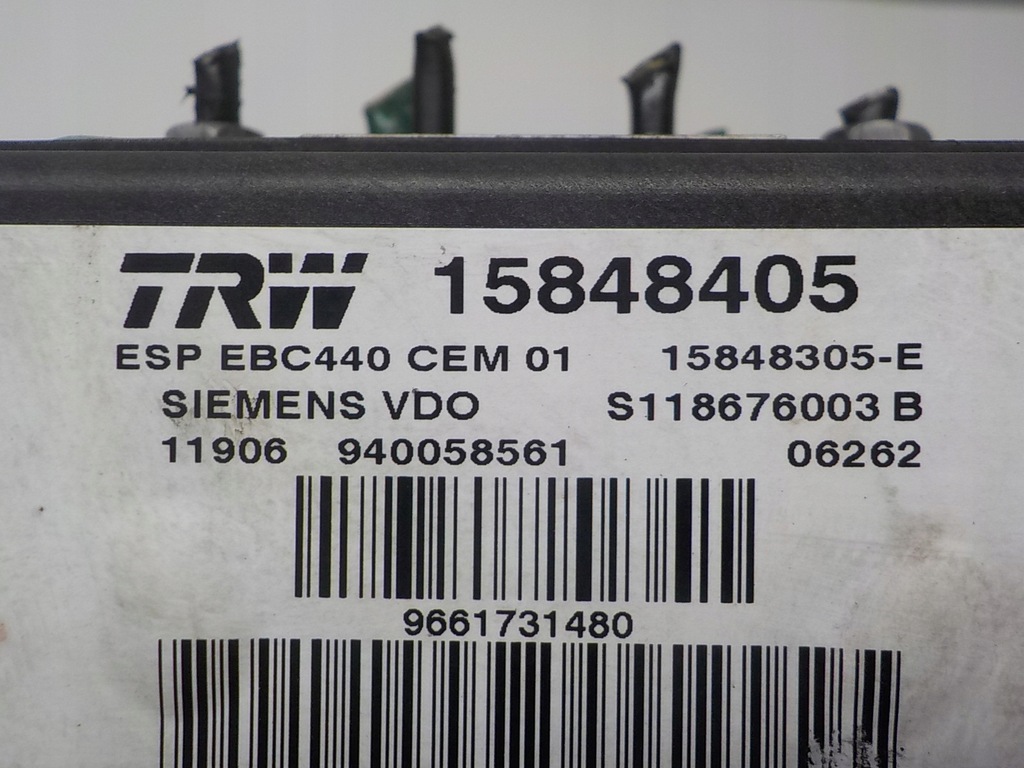 TRW 15848405
ESP EBC440 CEM 01 15848305-E
SIEMENS VDO S118676003 B
11906 940058561 06262
9661731480